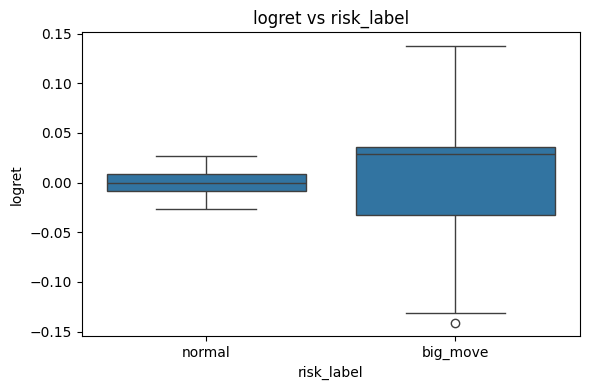 logret vs risk_label
0.15
0.10
0.05
0.00
−0.05
−0.10
−0.15
logret
normal
big_move
risk_label